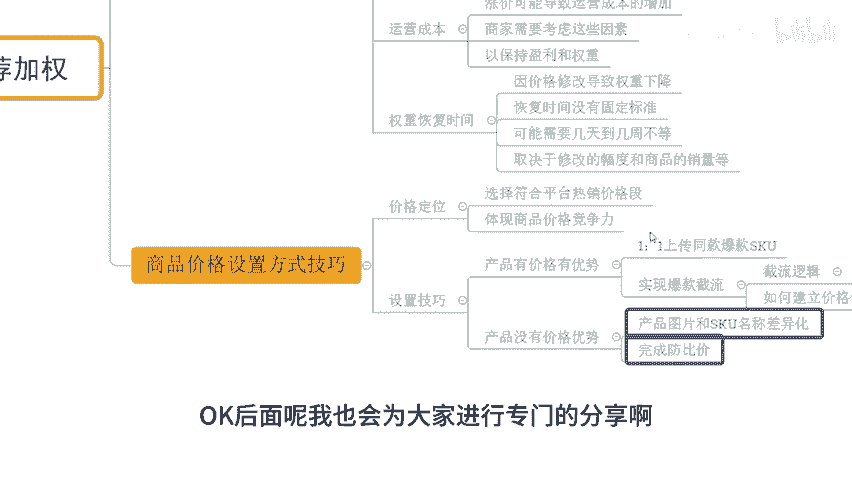 涨价可能导致运营成本的增加
运营成本
商家需要考虑这些因素
以保持盈利和权重
荐加权
因价格修改导致权重下降
恢复时间没有固定标准
权重恢复时间
可能需要几天到几周不等
取决于修改的幅度和商品的销量等
价格定位
选择符合平台热销价格段
体现商品价格竞争力
商品价格设置方式技巧
产品有价格有优势
1：1上传同款爆款SKU
实现爆款截流
截流逻辑
如何建立价格
设置技巧
产品没有价格优势
产品图片和SKU名称差异化
完成防比价
OK后面呢我也会为大家进行专门的分享啊